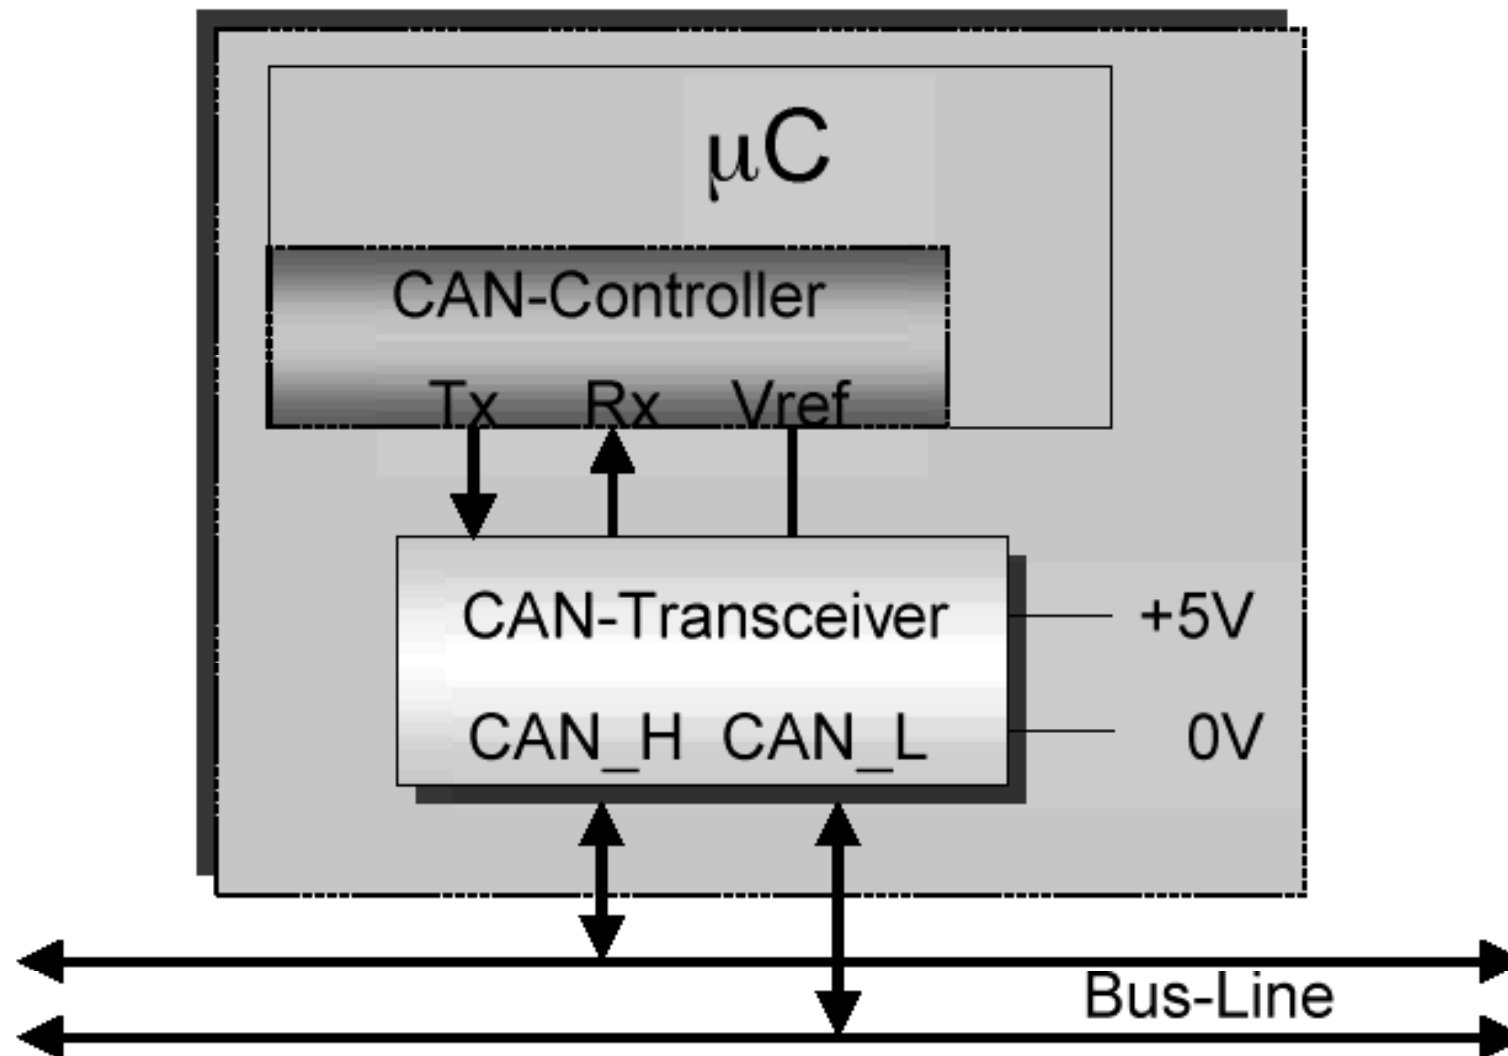 μC
CAN-Controller
Tx Rx Vref
CAN-Transceiver
+5V
CAN_H CAN_L
0V
Bus-Line